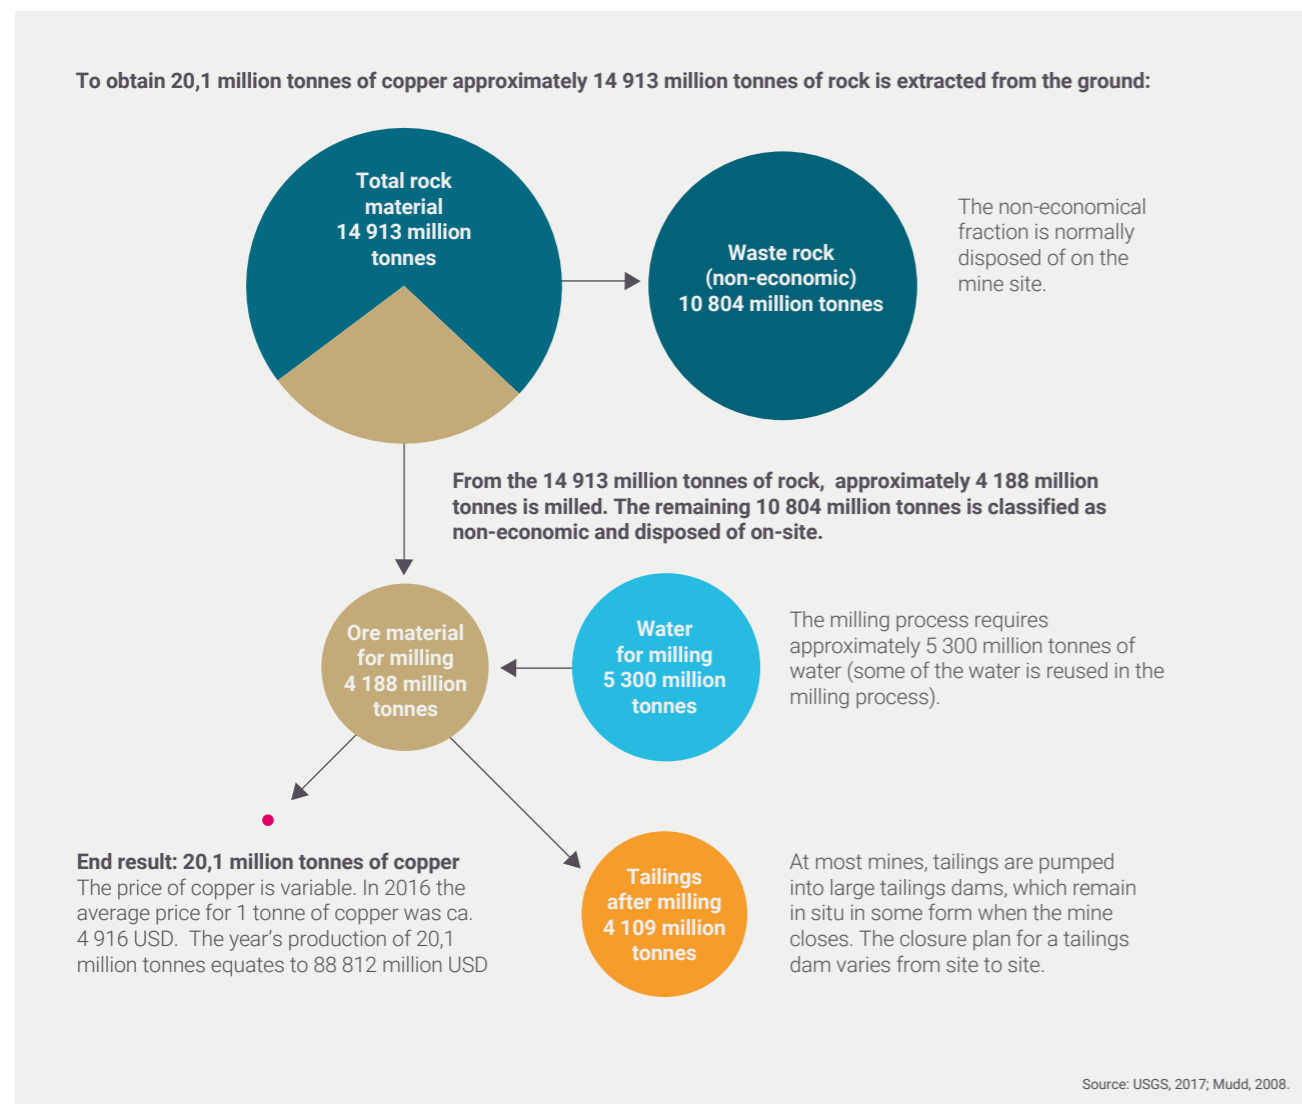 To obtain 20,1 million tonnes of copper approximately 14 913 million tonnes of rock is extracted from the ground:
Total rock
material
14 913 million
tonnes
Waste rock
(non-economic)
10 804 million tonnes
The non-economical
fraction is normally
disposed of on the
mine site.
From the 14 913 million tonnes of rock,  approximately 4 188 million
tonnes is milled. The remaining 10 804 million tonnes is classified as
non-economic and disposed of on-site.
Ore material
for milling
4 188 million
tonnes
Water
for milling
5 300 million
tonnes
The milling process requires
approximately 5 300 million tonnes of
water (some of the water is reused in the
milling process).
End result: 20,1 million tonnes of copper
The price of copper is variable. In 2016 the
average price for 1 tonne of copper was ca.
4 916 USD.  The year’s production of 20,1
million tonnes equates to 88 812 million USD
Tailings
after milling
4 109 million
tonnes
At most mines, tailings are pumped
into large tailings dams, which remain
in situ in some form when the mine
closes. The closure plan for a tailings
dam varies from site to site.
Source: USGS, 2017; Mudd, 2008.